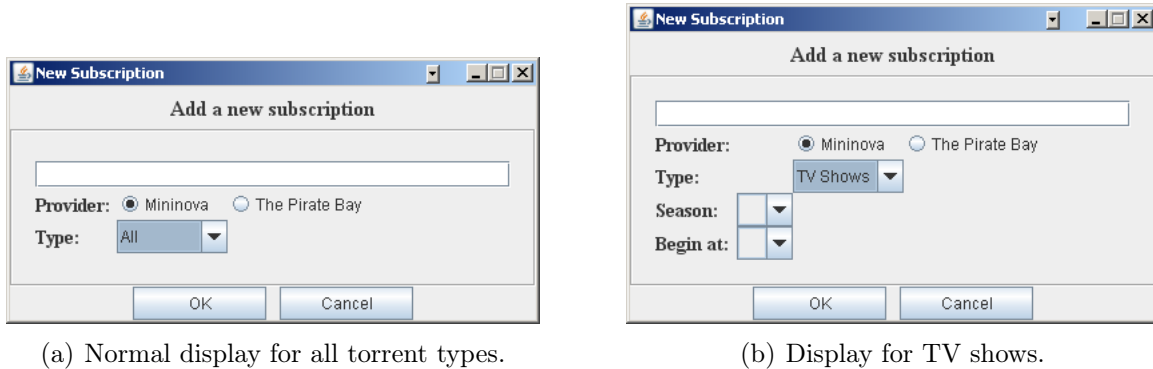 New Subscription
Add a new subscription
Provider: Mininova The Pirate Bay
Type: All
OK Cancel
(a) Normal display for all torrent types.
New Subscription
Add a new subscription
Provider: Mininova The Pirate Bay
Type: TV Shows
Season:
Begin at:
OK Cancel
(b) Display for TV shows.